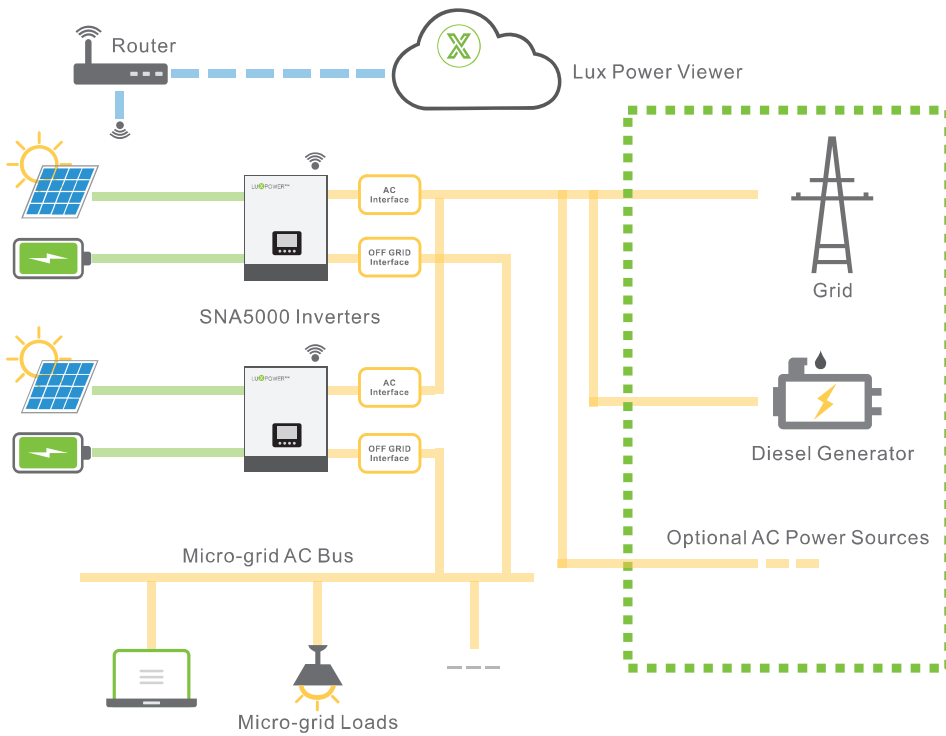 Router
Lux Power Viewer
LUXPOWER
AC
Interface
OFF GRID
Interface
Grid
SNA5000 Inverters
LUXPOWER
AC
Interface
OFF GRID
Interface
Diesel Generator
Optional AC Power Sources
Micro-grid AC Bus
Micro-grid Loads